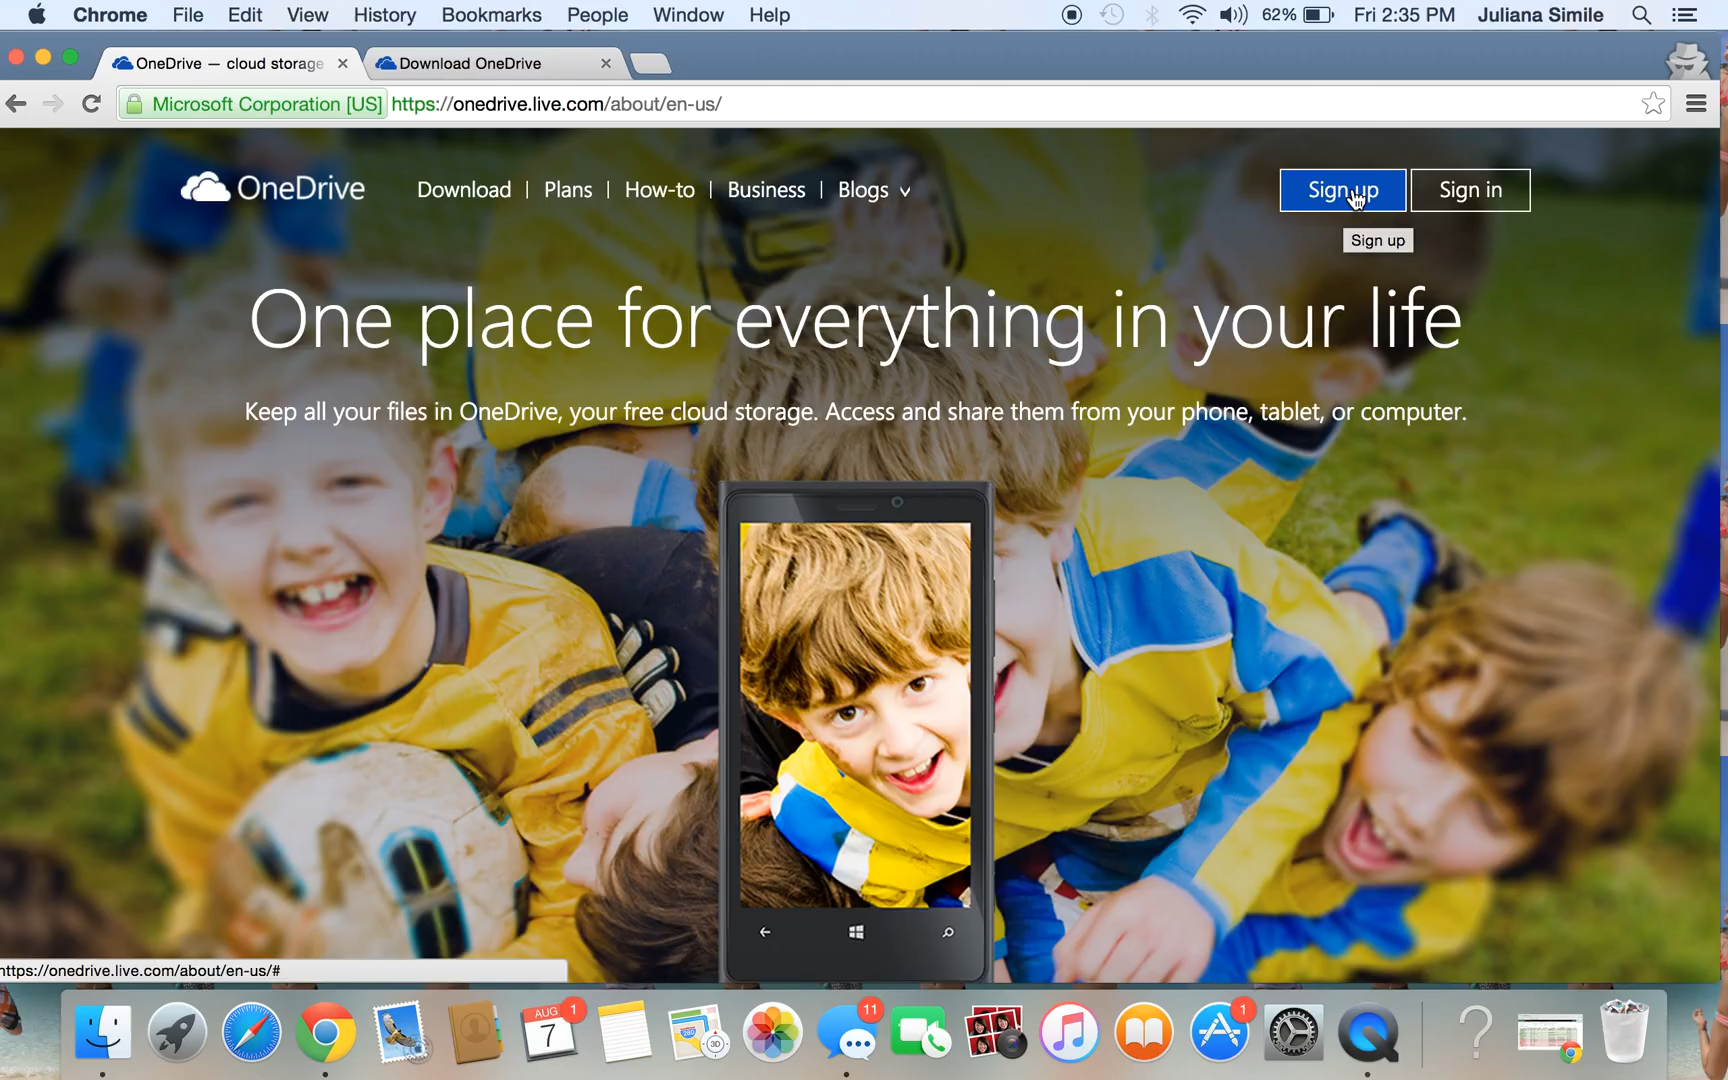 Chrome File Edit View History Bookmarks People Window Help 62% Fri 2:35 PM Juliana Simile
OneDrive — cloud storage Download OneDrive
Microsoft Corporation [US] https://onedrive.live.com/about/en-us/
OneDrive Download | Plans | How-to | Business | Blogs Sign up Sign in
Sign up
One place for everything in your life
Keep all your files in OneDrive, your free cloud storage. Access and share them from your phone, tablet, or computer.
https://onedrive.live.com/about/en-us/#
AUG 7 1 280 3D 11 1